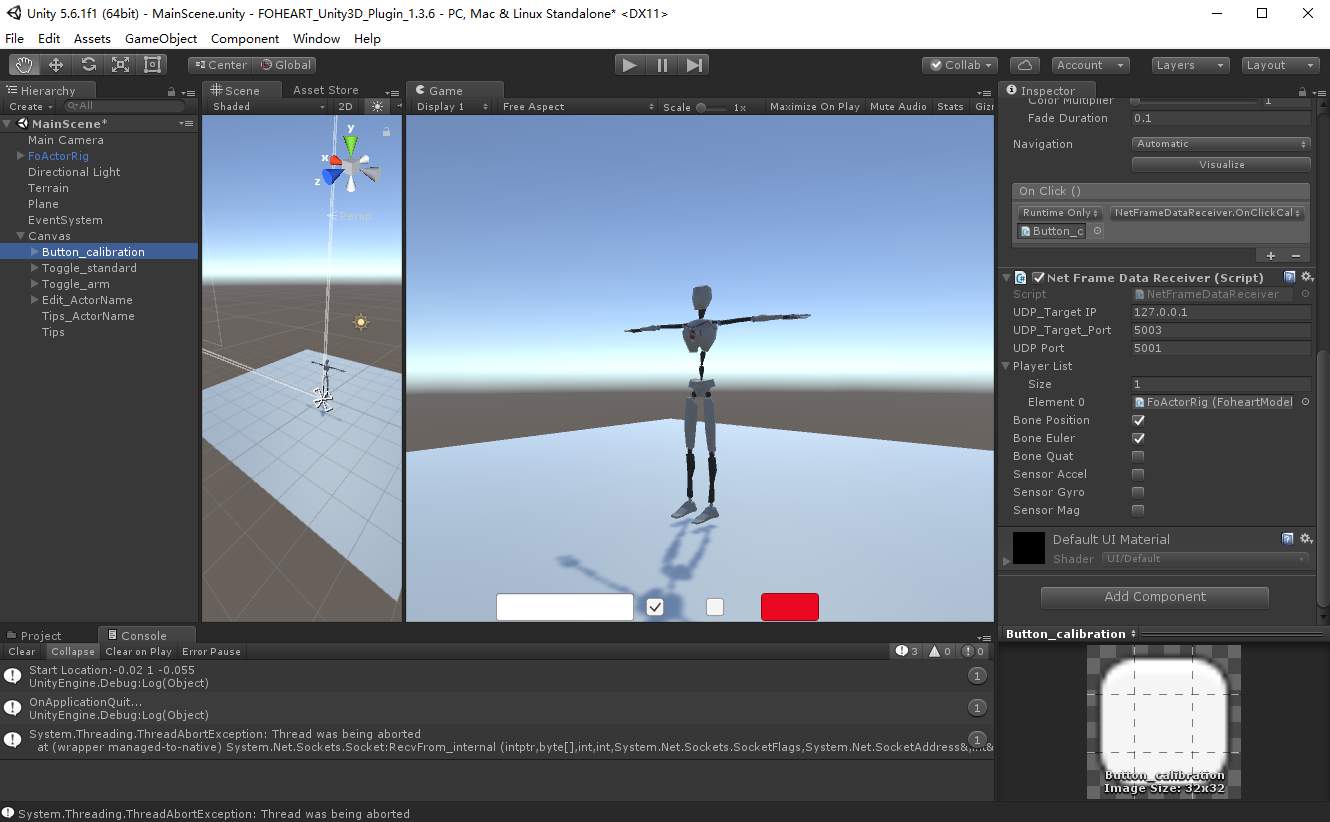 Unity 5.6.1f1 (64bit) - MainScene.unity - FOHEART_Unity3D_Plugin_1.3.6 - PC, Mac & Linux Standalone* <DX11>
File Edit Assets GameObject Component Window Help
Center Global Collab Account Layers Layout
Hierarchy
Create All
MainScene*
Main Camera
FoActorRig
Directional Light
Terrain
Plane
EventSystem
Canvas
Button_calibration
Toggle_standard
Toggle_arm
Edit_ActorName
Tips_ActorName
Tips
Scene Asset Store
Shaded 2D
y
x
z
Persp
Game
Display 1 Free Aspect Scale 1x Maximize On Play Mute Audio Stats Giz
Inspector
Color Multiplier 1
Fade Duration 0.1
Navigation Automatic
Visualize
On Click ()
Runtime Only NetFrameDataReceiver.OnClickCal
Button_c
Net Frame Data Receiver (Script)
Script NetFrameDataReceiver
UDP_Target IP 127.0.0.1
UDP_Target_Port 5003
UDP Port 5001
Player List
Size 1
Element 0 FoActorRig (FoheartModel
Bone Position
Bone Euler
Bone Quat
Sensor Accel
Sensor Gyro
Sensor Mag
Default UI Material
Shader UI/Default
Add Component
Button_calibration
Button_calibration
Image Size: 32x32
Project Console
Clear Collapse Clear on Play Error Pause 3 0 0
Start Location:-0.02 1 -0.055
UnityEngine.Debug:Log(Object)
1
OnApplicationQuit...
UnityEngine.Debug:Log(Object)
1
System.Threading.ThreadAbortException: Thread was being aborted
at (wrapper managed-to-native) System.Net.Sockets.Socket:RecvFrom_internal (intptr,byte[],int,int,System.Net.Sockets.SocketFlags,System.Net.SocketAddress&,int&
1
System.Threading.ThreadAbortException: Thread was being aborted